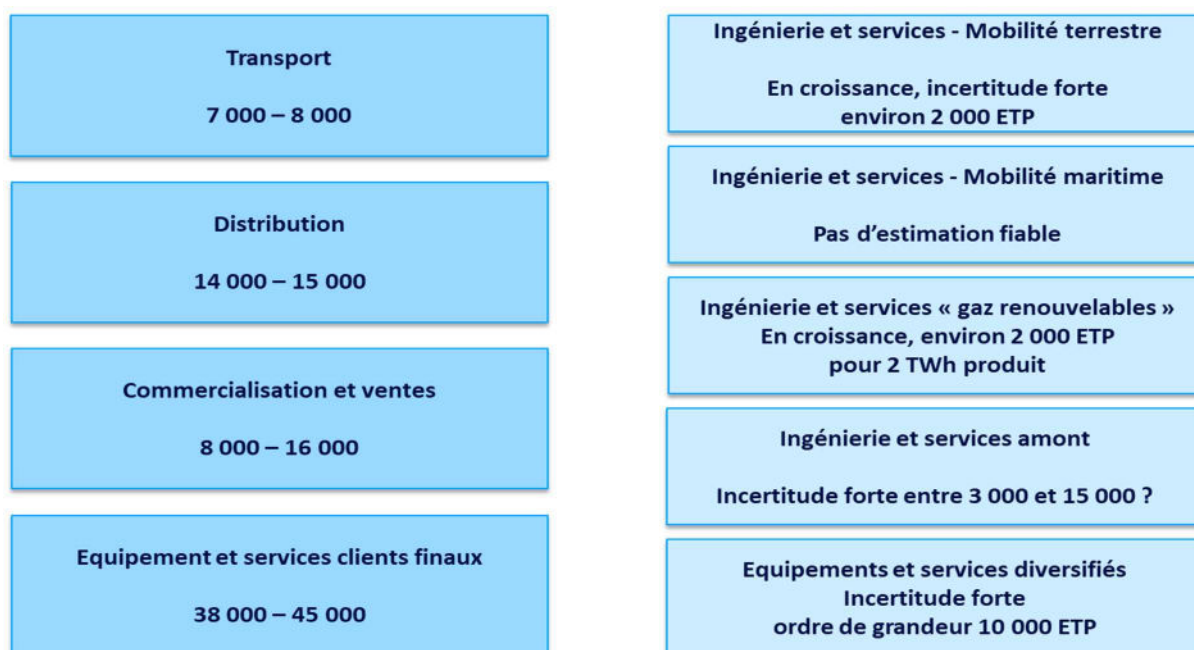 Transport
7 000 – 8 000
Distribution
14 000 – 15 000
Commercialisation et ventes
8 000 – 16 000
Equipement et services clients finaux
38 000 – 45 000
Ingénierie et services - Mobilité terrestre
En croissance, incertitude forte
environ 2 000 ETP
Ingénierie et services - Mobilité maritime
Pas d’estimation fiable
Ingénierie et services « gaz renouvelables »
En croissance, environ 2 000 ETP
pour 2 TWh produit
Ingénierie et services amont
Incertitude forte entre 3 000 et 15 000 ?
Equipements et services diversifiés
Incertitude forte
ordre de grandeur 10 000 ETP